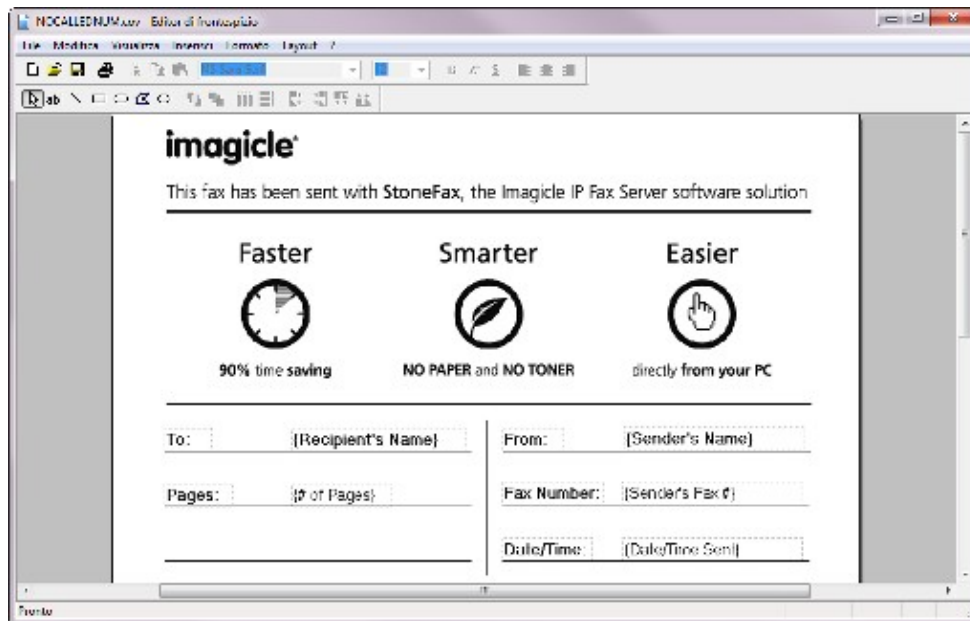 NOCALLEDNUM.cov - Editor di frontespizio
File Modifica Visualizza Inserisci Formato Layout ?
ab
imagicle
This fax has been sent with StoneFax, the Imagicle IP Fax Server software solution
Faster Smarter Easier
90% time saving NO PAPER and NO TONER directly from your PC
To: {Recipient's Name} From: {Sender's Name}
Pages: {# of Pages} Fax Number: {Sender's Fax #}
Date/Time: {Date/Time Sent}
Pronto